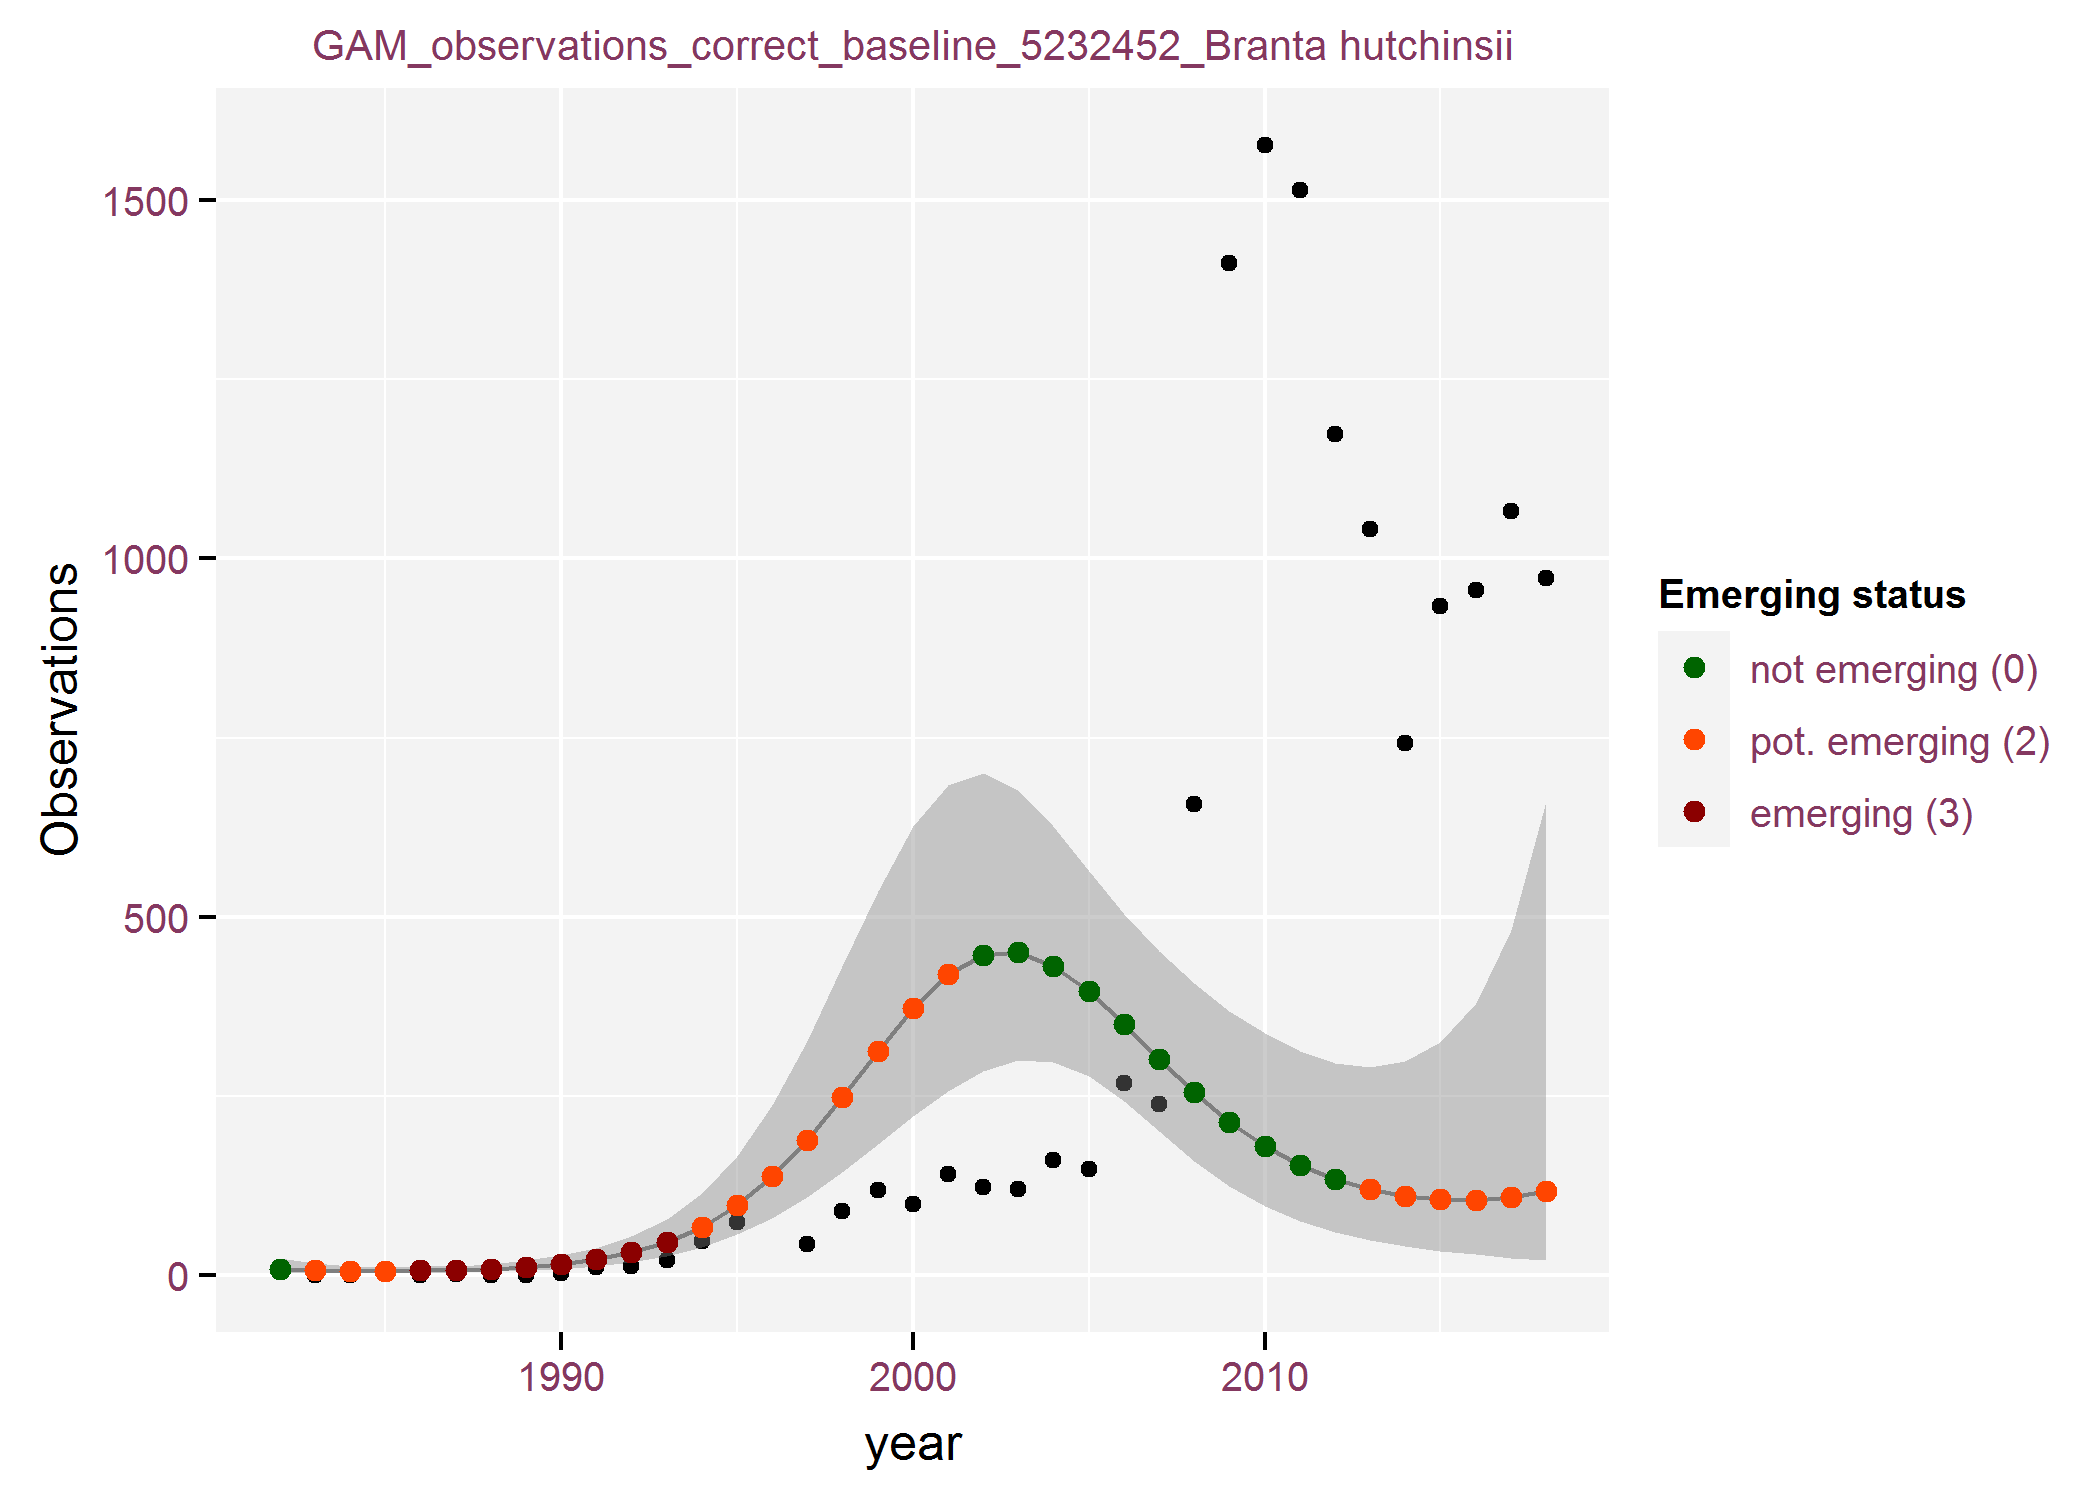 GAM_observations_correct_baseline_5232452_Branta hutchinsii
1500
1000
500
0
Observations
1990
2000
2010
year
Emerging status
not emerging (0)
pot. emerging (2)
emerging (3)